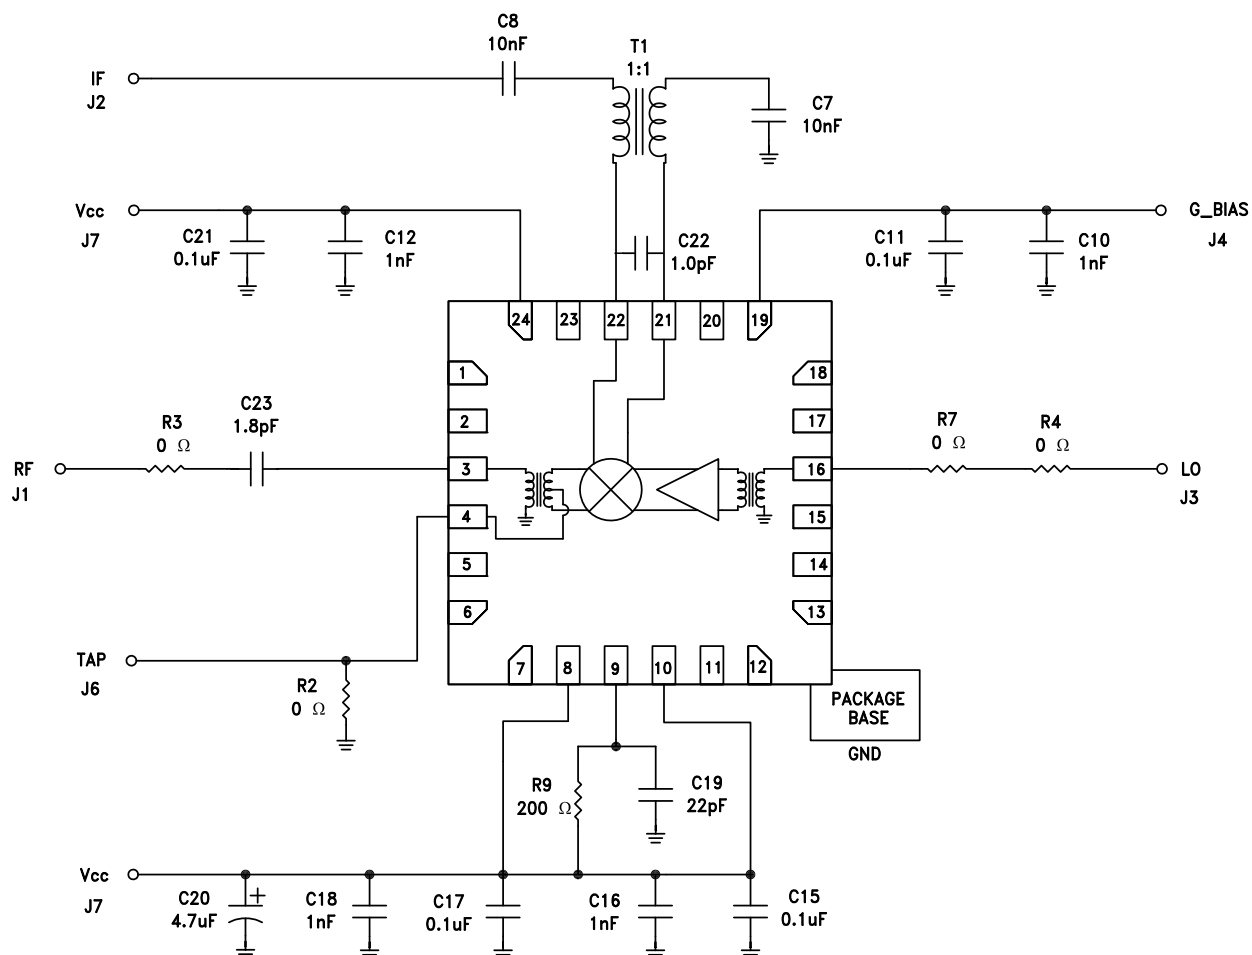 C8
10nF
T1
1:1
IF
J2
C7
10nF
Vcc
J7
C21
0.1uF
C12
1nF
C22
1.0pF
C11
0.1uF
C10
1nF
G_BIAS
J4
24
23
22
21
20
19
1
18
2
17
C23
1.8pF
R3
0 Ω
RF
J1
3
16
R7
0 Ω
R4
0 Ω
LO
J3
4
15
5
14
6
13
TAP
J6
R2
0 Ω
7
8
9
10
11
12
PACKAGE
BASE
GND
R9
200 Ω
C19
22pF
Vcc
J7
C20
4.7uF
+
C18
1nF
C17
0.1uF
C16
1nF
C15
0.1uF